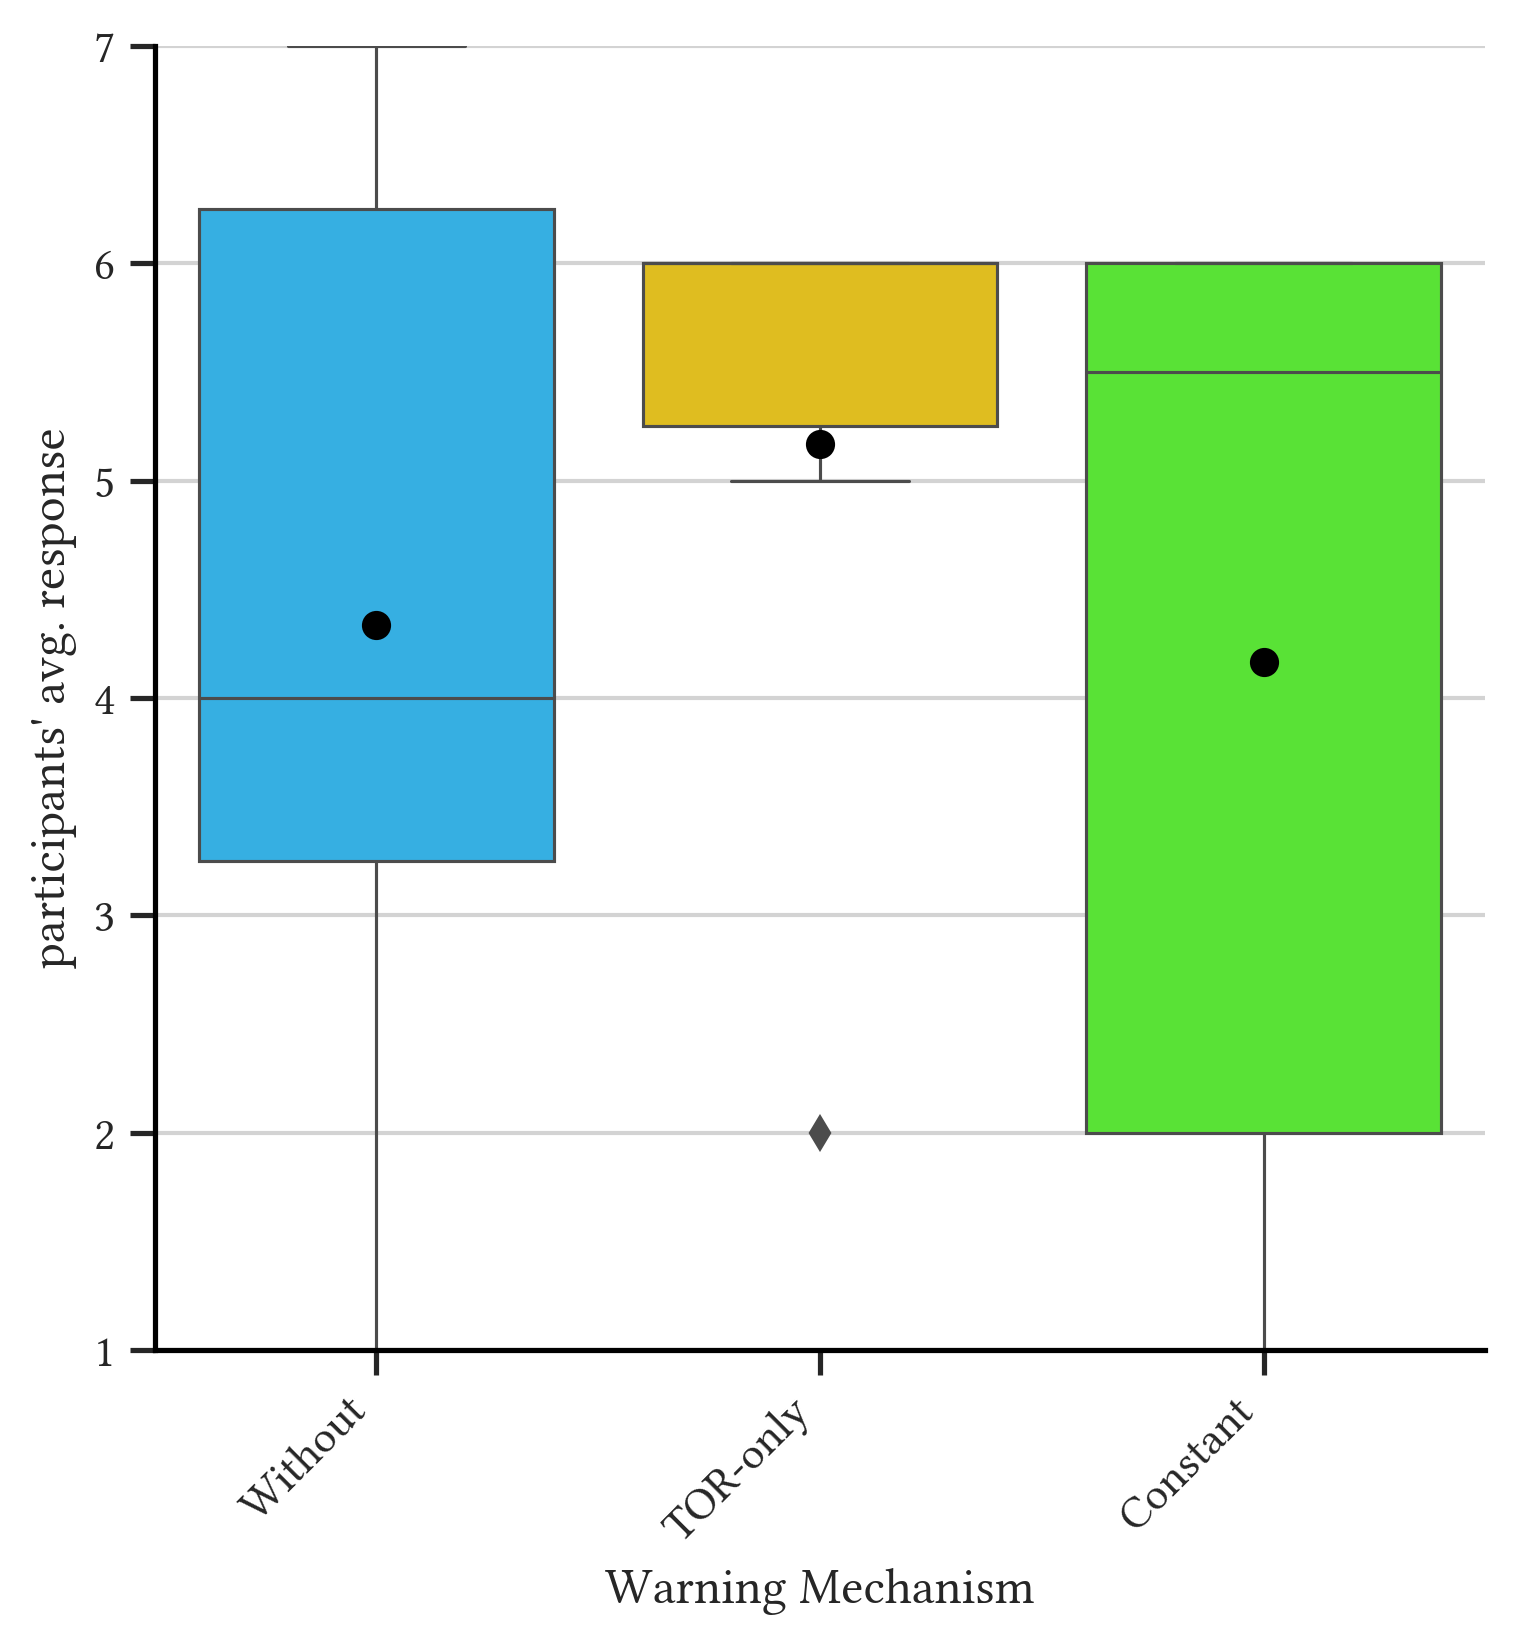 7
6
5
4
3
2
1
participants' avg. response
Without
TOR-only
Constant
Warning Mechanism